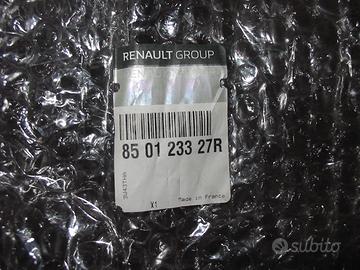 RENAULT GROUP
85 01 233 27R
X1
Made in France
subito